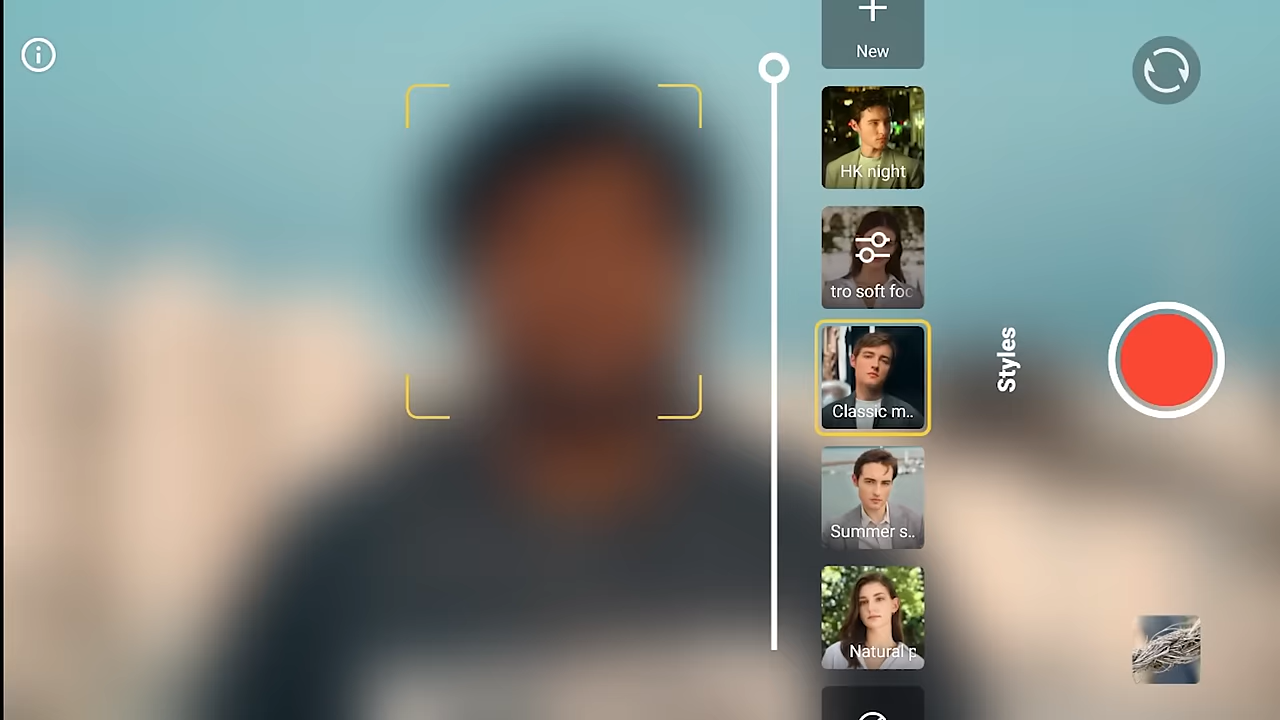 New
HK night
tro soft foc
Classic m..
Summer s..
Natural p
Styles